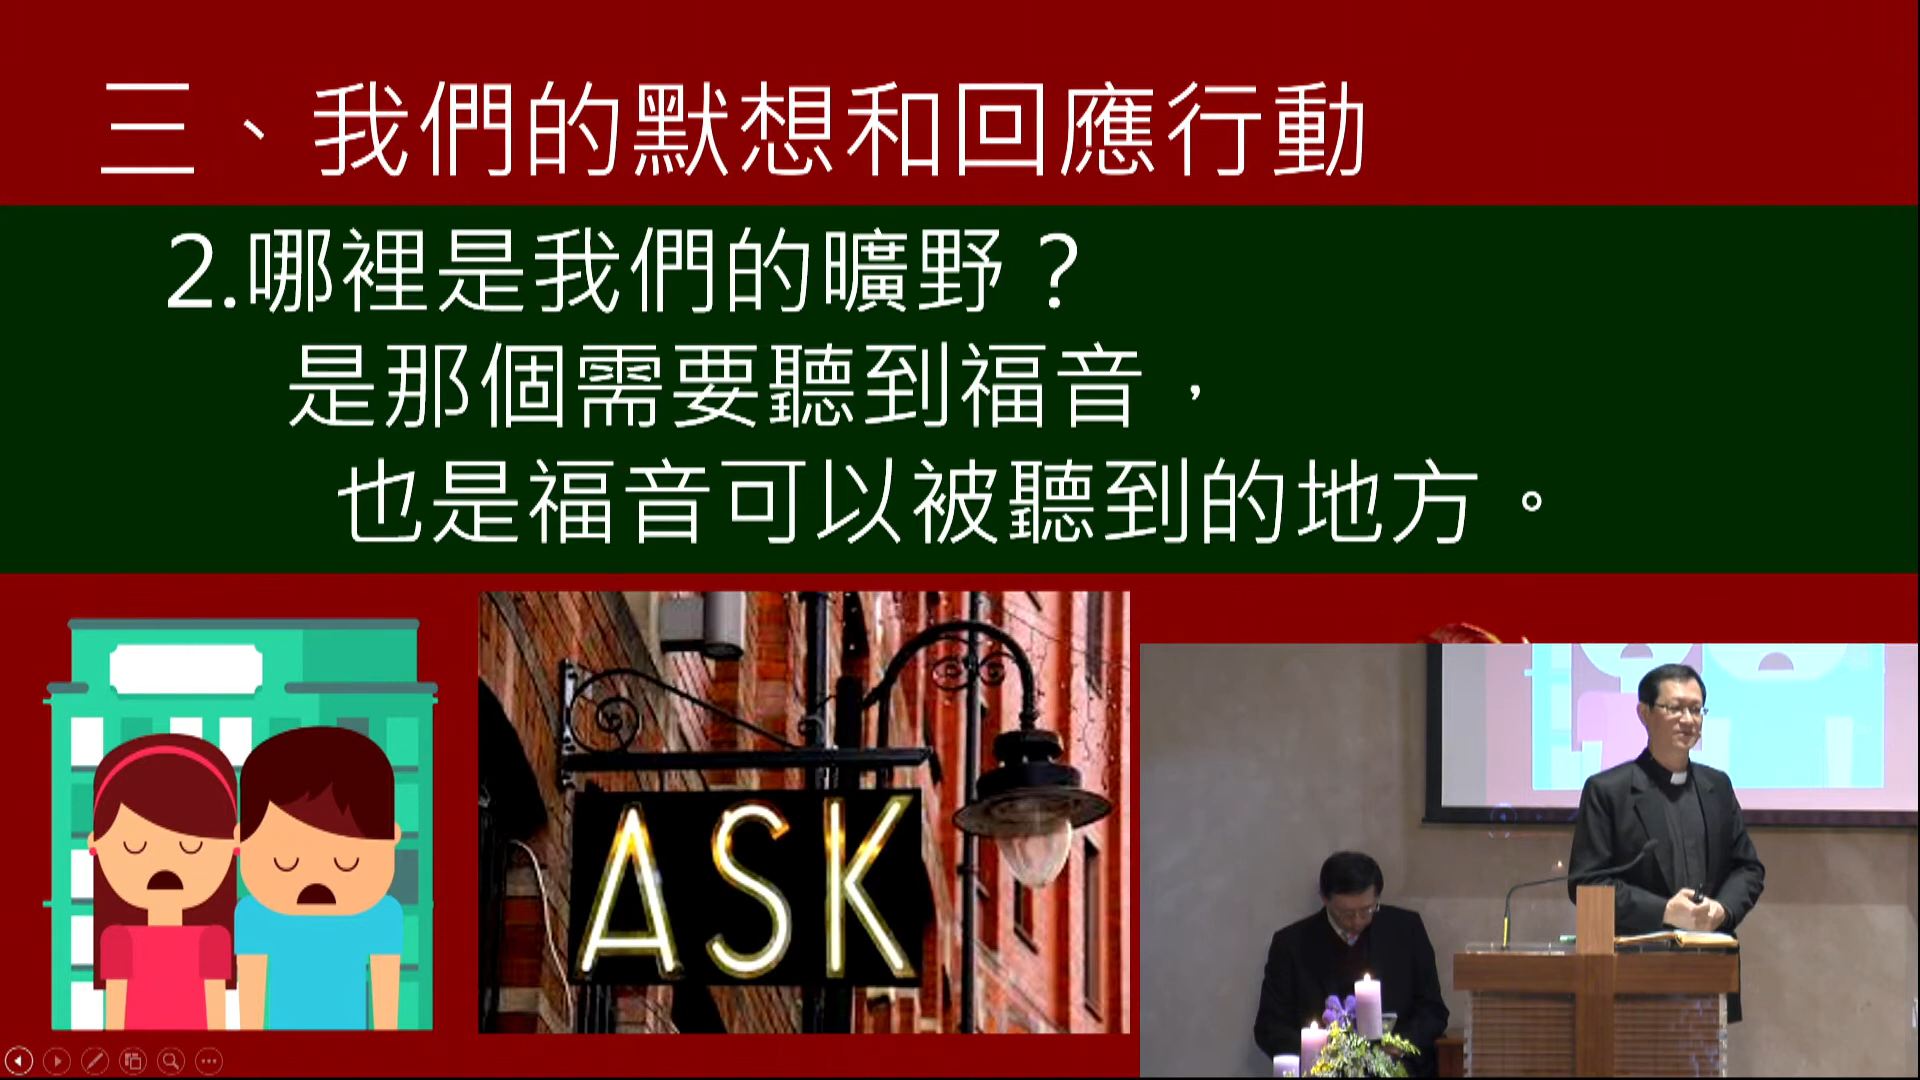 三、我們的默想和回應行動
2.哪裡是我們的曠野？
是那個需要聽到福音，
也是福音可以被聽到的地方。
ASK